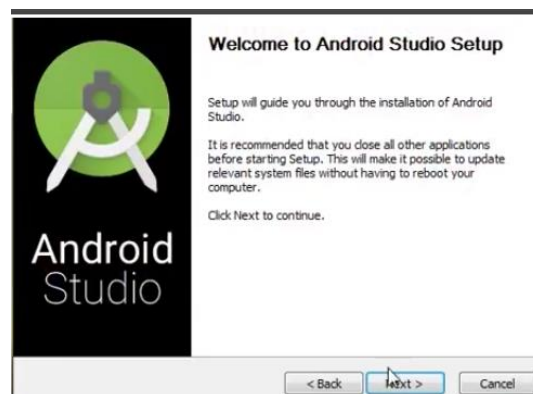 Welcome to Android Studio Setup
Setup will guide you through the installation of Android
Studio.
It is recommended that you close all other applications
before starting Setup. This will make it possible to update
relevant system files without having to reboot your
computer.
Click Next to continue.
Android
Studio
< Back Next > Cancel